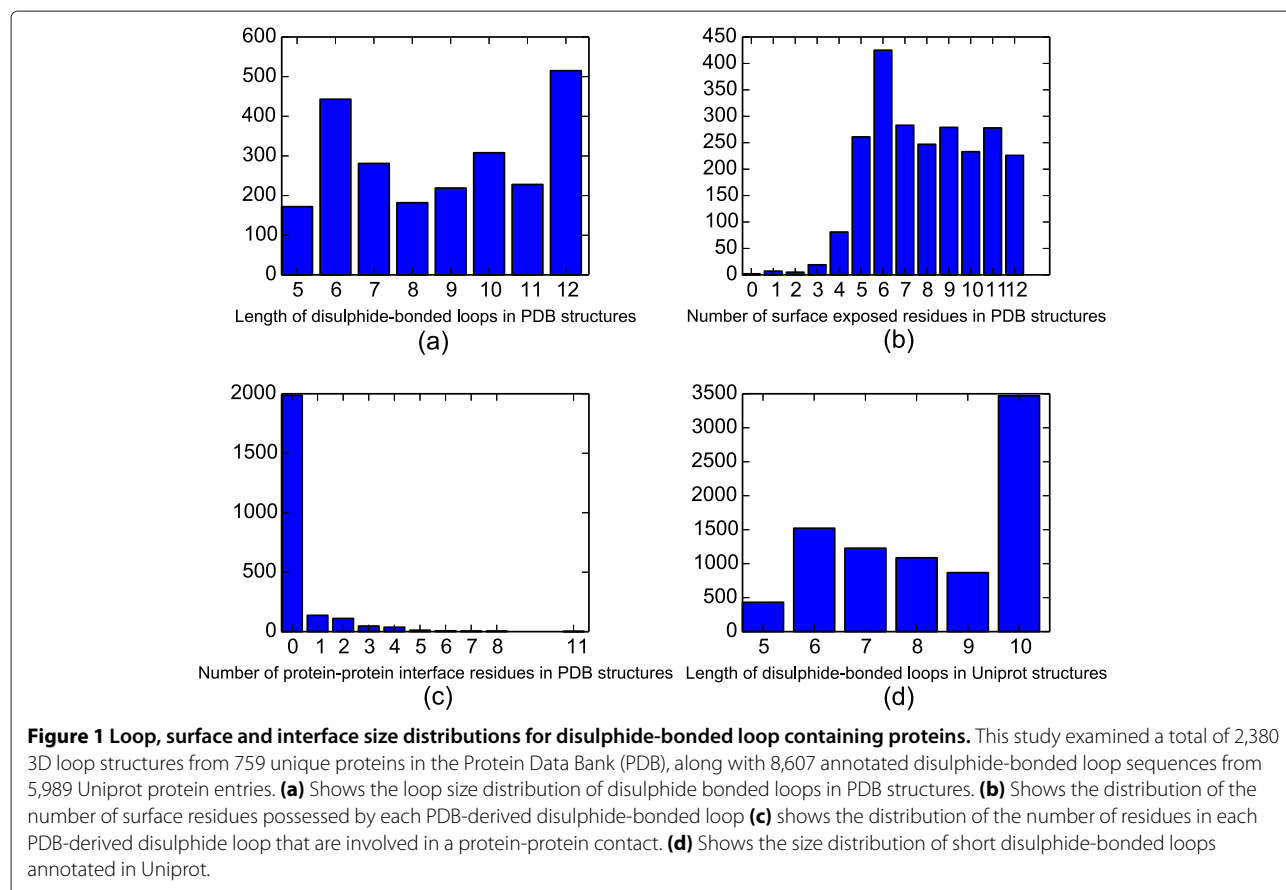 600
500
400
300
200
100
0
5 6 7 8 9 10 11 12
Length of disulphide-bonded loops in PDB structures
(a)
450
400
350
300
250
200
150
100
50
0
0 1 2 3 4 5 6 7 8 9 10 11 12
Number of surface exposed residues in PDB structures
(b)
2000
1500
1000
500
0
0 1 2 3 4 5 6 7 8 11
Number of protein-protein interface residues in PDB structures
(c)
3500
3000
2500
2000
1500
1000
500
0
5 6 7 8 9 10
Length of disulphide-bonded loops in Uniprot structures
(d)
Figure 1 Loop, surface and interface size distributions for disulphide-bonded loop containing proteins. This study examined a total of 2,380
3D loop structures from 759 unique proteins in the Protein Data Bank (PDB), along with 8,607 annotated disulphide-bonded loop sequences from
5,989 Uniprot protein entries. (a) Shows the loop size distribution of disulphide bonded loops in PDB structures. (b) Shows the distribution of the
number of surface residues possessed by each PDB-derived disulphide-bonded loop (c) shows the distribution of the number of residues in each
PDB-derived disulphide loop that are involved in a protein-protein contact. (d) Shows the size distribution of short disulphide-bonded loops
annotated in Uniprot.